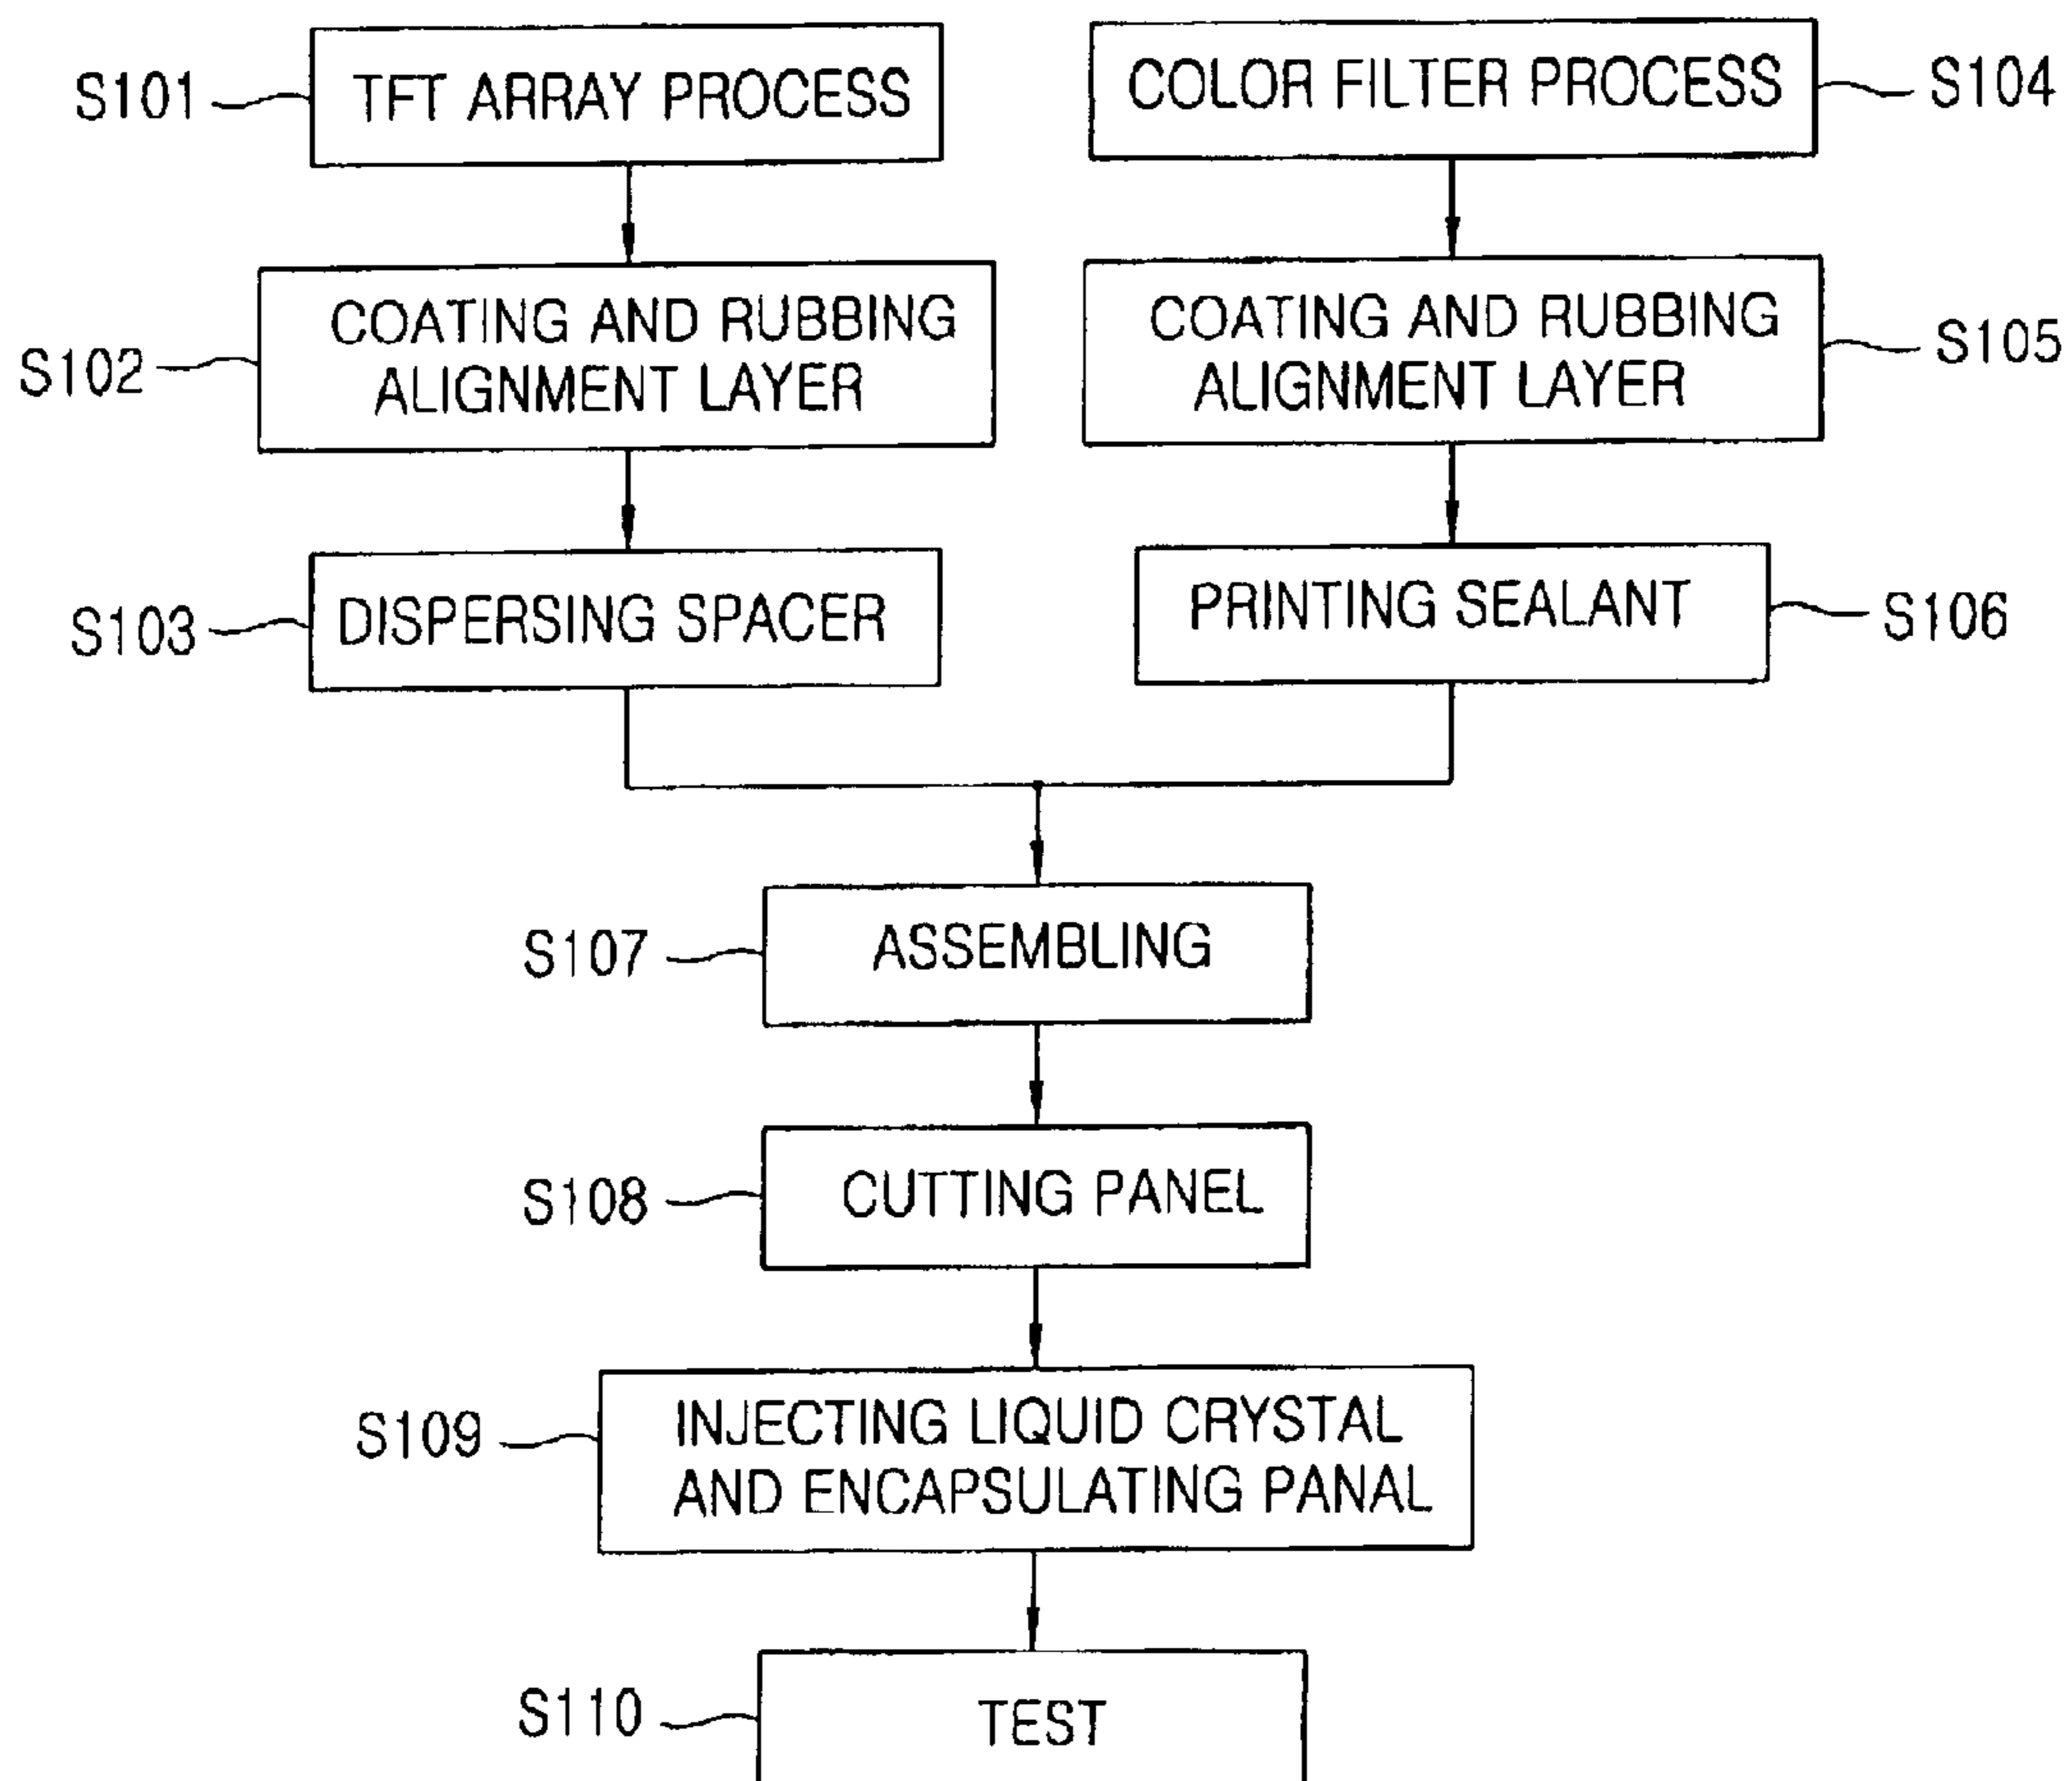 S101
TFT ARRAY PROCESS
COLOR FILTER PROCESS
S104
S102
COATING AND RUBBING
ALIGNMENT LAYER
COATING AND RUBBING
ALIGNMENT LAYER
S105
S103
DISPERSING SPACER
PRINTING SEALANT
S106
S107
ASSEMBLING
S108
CUTTING PANEL
S109
INJECTING LIQUID CRYSTAL
AND ENCAPSULATING PANAL
S110
TEST